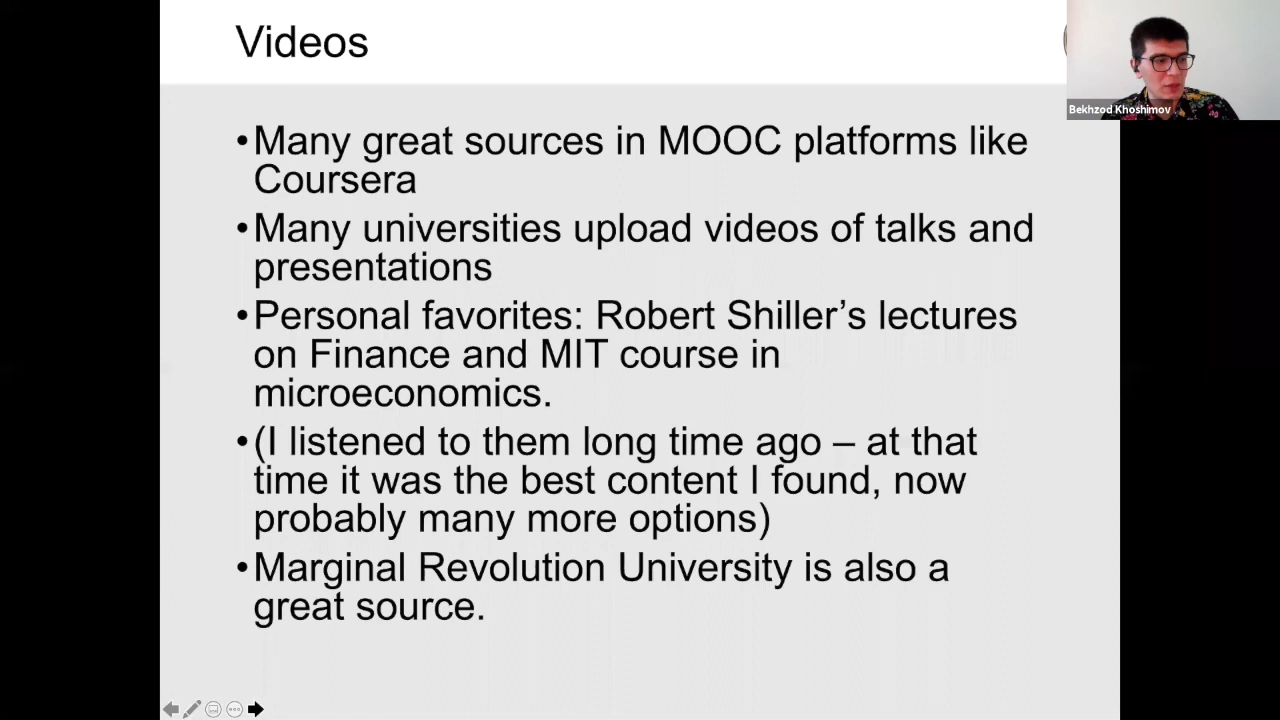 Videos
Bekhzod Khoshimov
•Many great sources in MOOC platforms like
Coursera
•Many universities upload videos of talks and
presentations
•Personal favorites: Robert Shiller’s lectures
on Finance and MIT course in
microeconomics.
•(I listened to them long time ago – at that
time it was the best content I found, now
probably many more options)
•Marginal Revolution University is also a
great source.